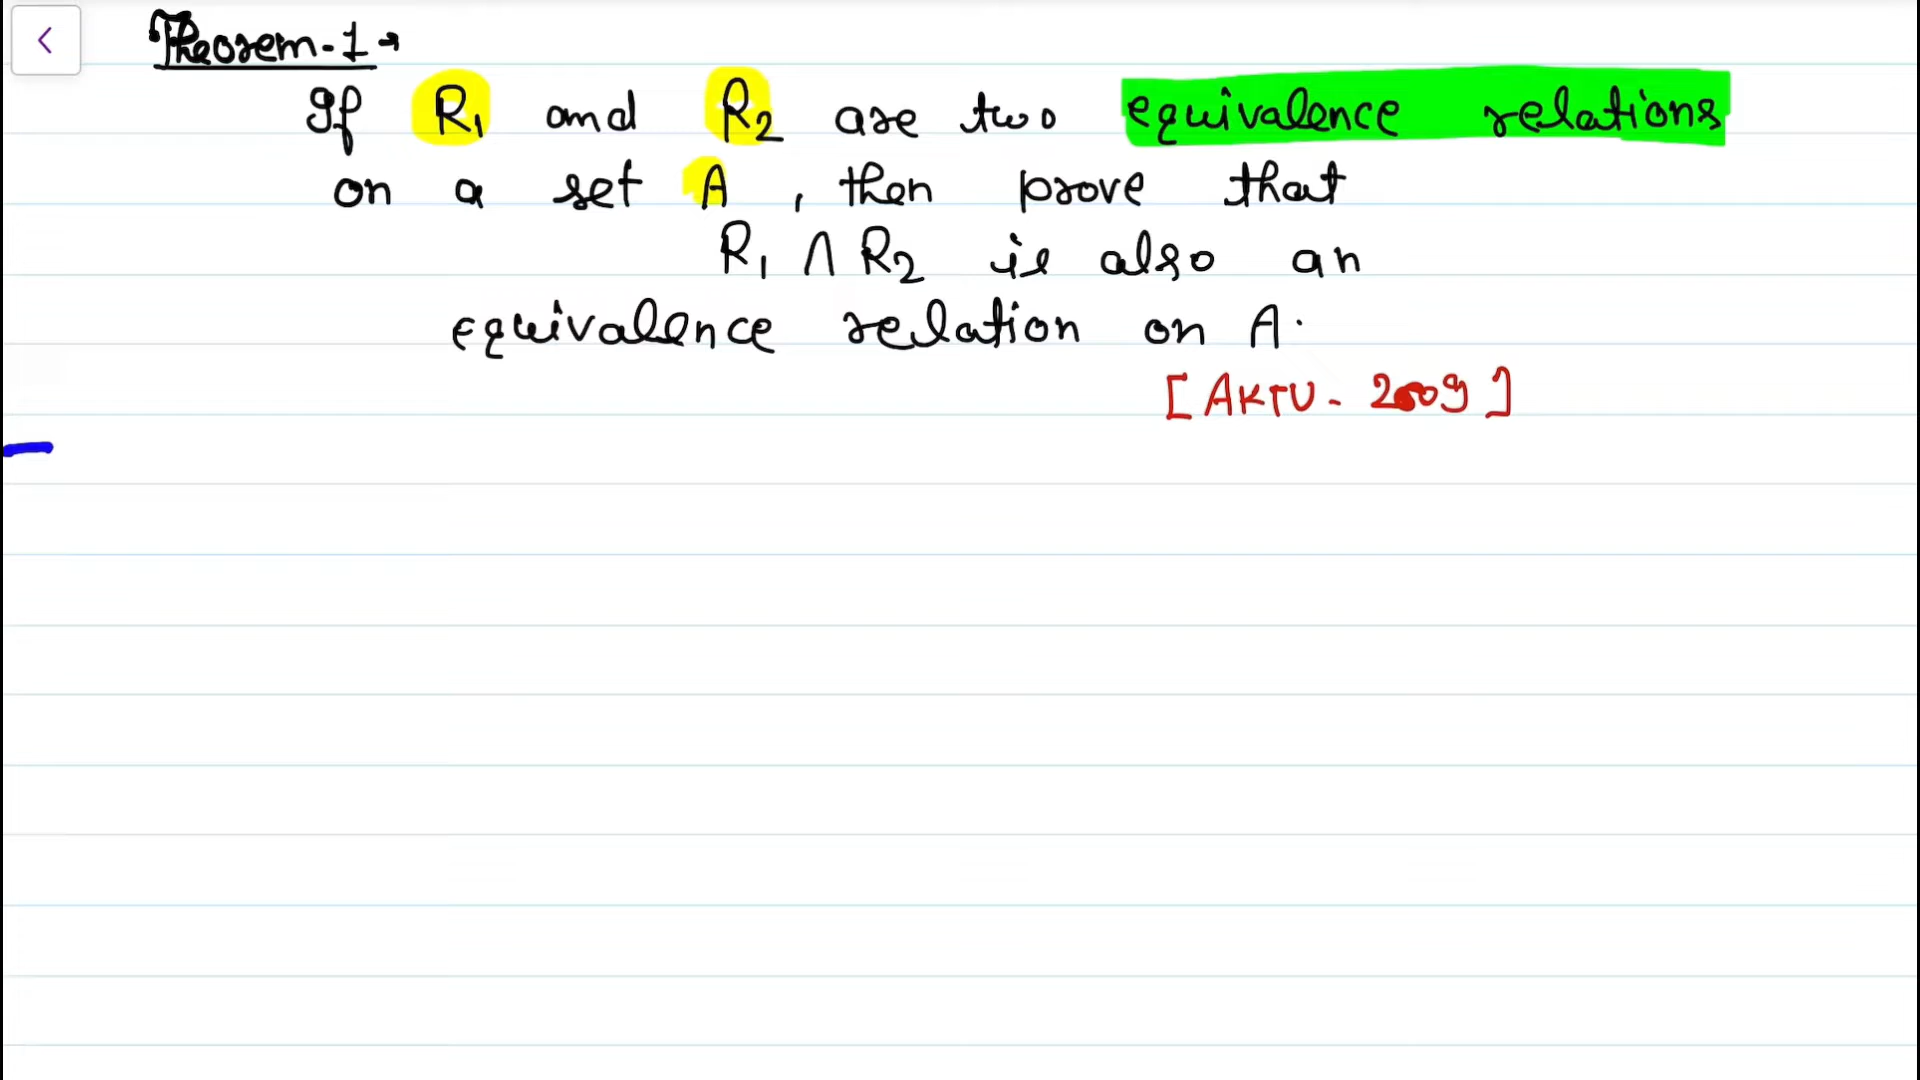 Theorem-1→
If R₁ and R₂ are two equivalence relations
on a set A, then prove that
R₁ ∩ R₂ is also an
equivalence relation on A.
[AKTU - 2009]